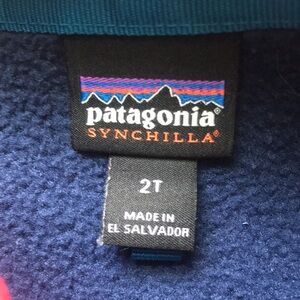 patagonia®
SYNCHILLA®
2T
MADE IN
EL SALVADOR